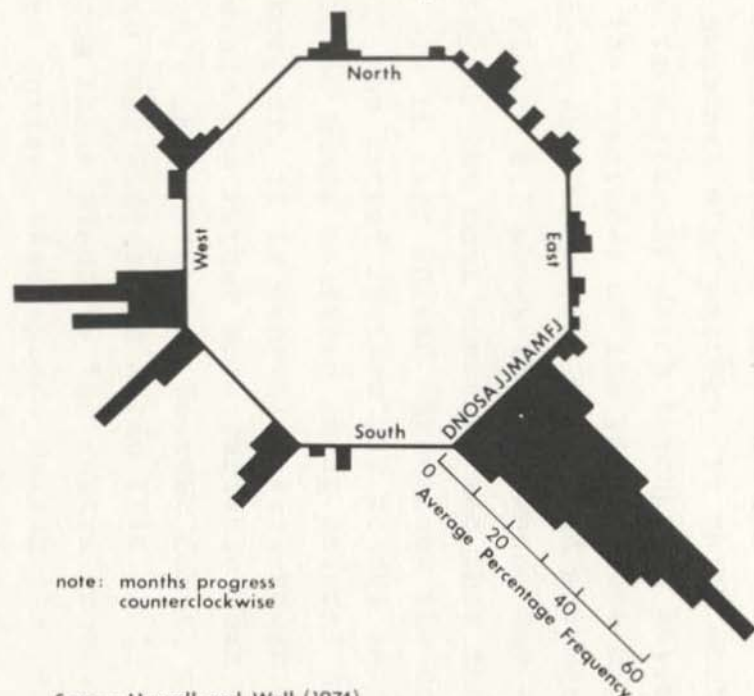 North
West
East
DNOSAJJMAMFJ
South
0
20
40
60
Average Percentage Frequency
note: months progress
counterclockwise